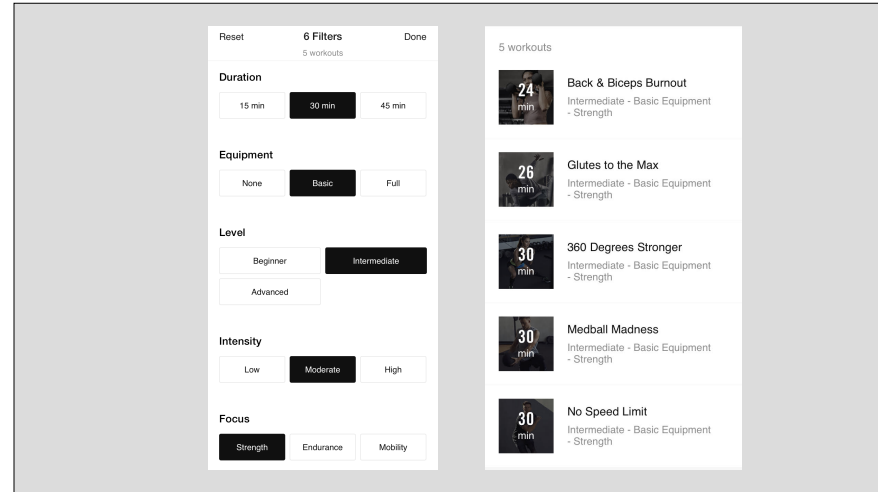 Reset 6 Filters Done
5 workouts
Duration
15 min 30 min 45 min
Equipment
None Basic Full
Level
Beginner Intermediate
Advanced
Intensity
Low Moderate High
Focus
Strength Endurance Mobility
5 workouts
24
min
Back & Biceps Burnout
Intermediate - Basic Equipment
- Strength
26
min
Glutes to the Max
Intermediate - Basic Equipment
- Strength
30
min
360 Degrees Stronger
Intermediate - Basic Equipment
- Strength
30
min
Medball Madness
Intermediate - Basic Equipment
- Strength
30
min
No Speed Limit
Intermediate - Basic Equipment
- Strength